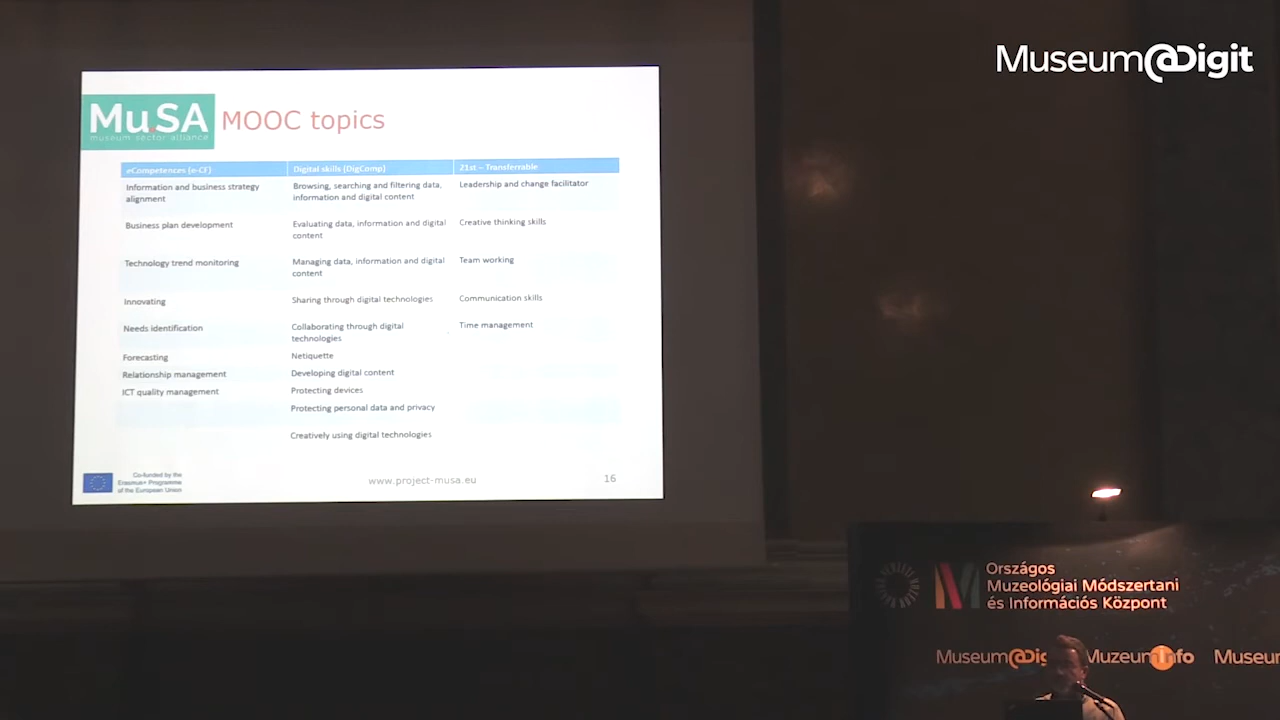 Museum@Digit
MuSA
museum sector alliance
MOOC topics
eCompetences (e-CF)
Digital skills (DigComp)
21st – Transferrable
Information and business strategy
alignment
Browsing, searching and filtering data,
information and digital content
Leadership and change facilitator
Business plan development
Evaluating data, information and digital
content
Creative thinking skills
Technology trend monitoring
Managing data, information and digital
content
Team working
Innovating
Sharing through digital technologies
Communication skills
Needs identification
Collaborating through digital
technologies
Time management
Forecasting
Netiquette
Relationship management
Developing digital content
ICT quality management
Protecting devices
Protecting personal data and privacy
Creatively using digital technologies
Co-funded by the
Erasmus+ Programme
of the European Union
www.project-musa.eu
16
Országos
Muzeológiai Módszertani
és Információs Központ
Museum@Digi
Muzeuminfo
Museum